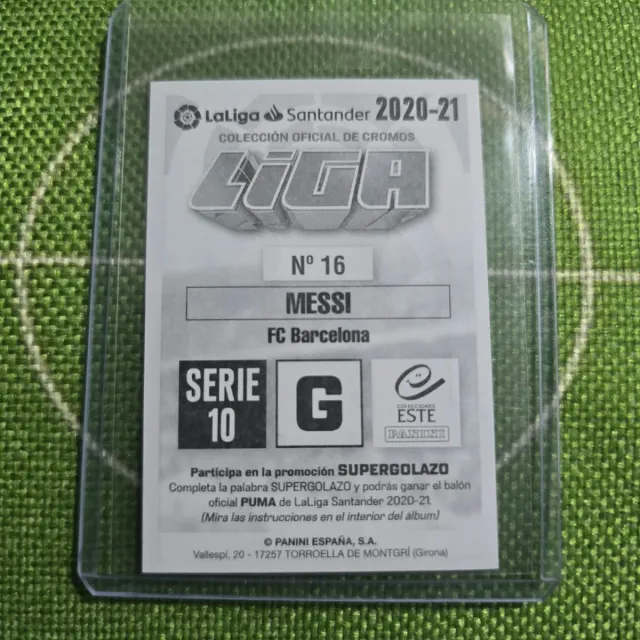 LaLiga Santander 2020-21
COLECCIÓN OFICIAL DE CROMOS
LiGA
Nº 16
MESSI
FC Barcelona
SERIE
10
G
COLECCIONES
ESTE
PANINI
Participa en la promoción SUPERGOLAZO
Completa la palabra SUPERGOLAZO y podrás ganar el balón
oficial PUMA de LaLiga Santander 2020-21.
(Mira las instrucciones en el interior del álbum)
© PANINI ESPAÑA, S.A.
Vallespí, 20 - 17257 TORROELLA DE MONTGRÍ (Girona)